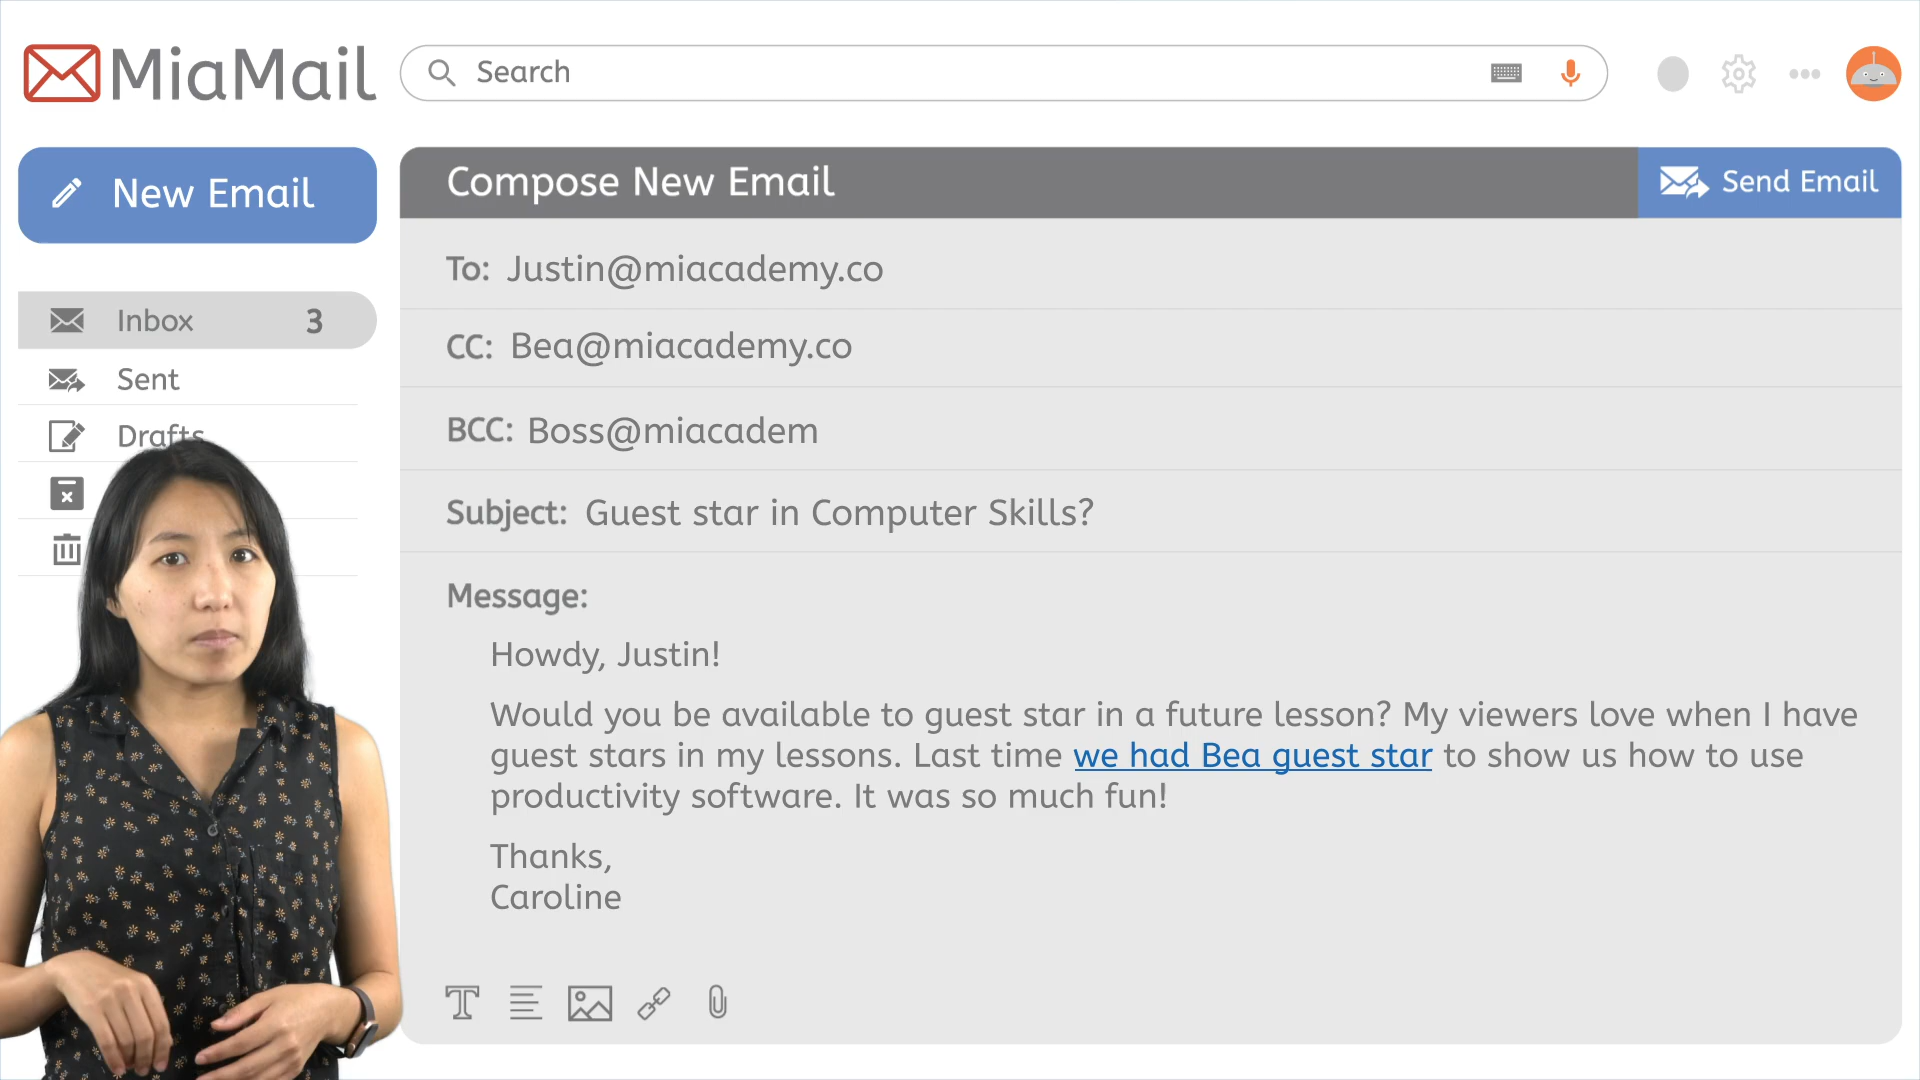 MiaMail
Search
New Email
Compose New Email
Send Email
To: Justin@miacademy.co
Inbox 3
CC: Bea@miacademy.co
Sent
Drafts
BCC: Boss@miacadem
Subject: Guest star in Computer Skills?
Message:
Howdy, Justin!
Would you be available to guest star in a future lesson? My viewers love when I have
guest stars in my lessons. Last time we had Bea guest star to show us how to use
productivity software. It was so much fun!
Thanks,
Caroline